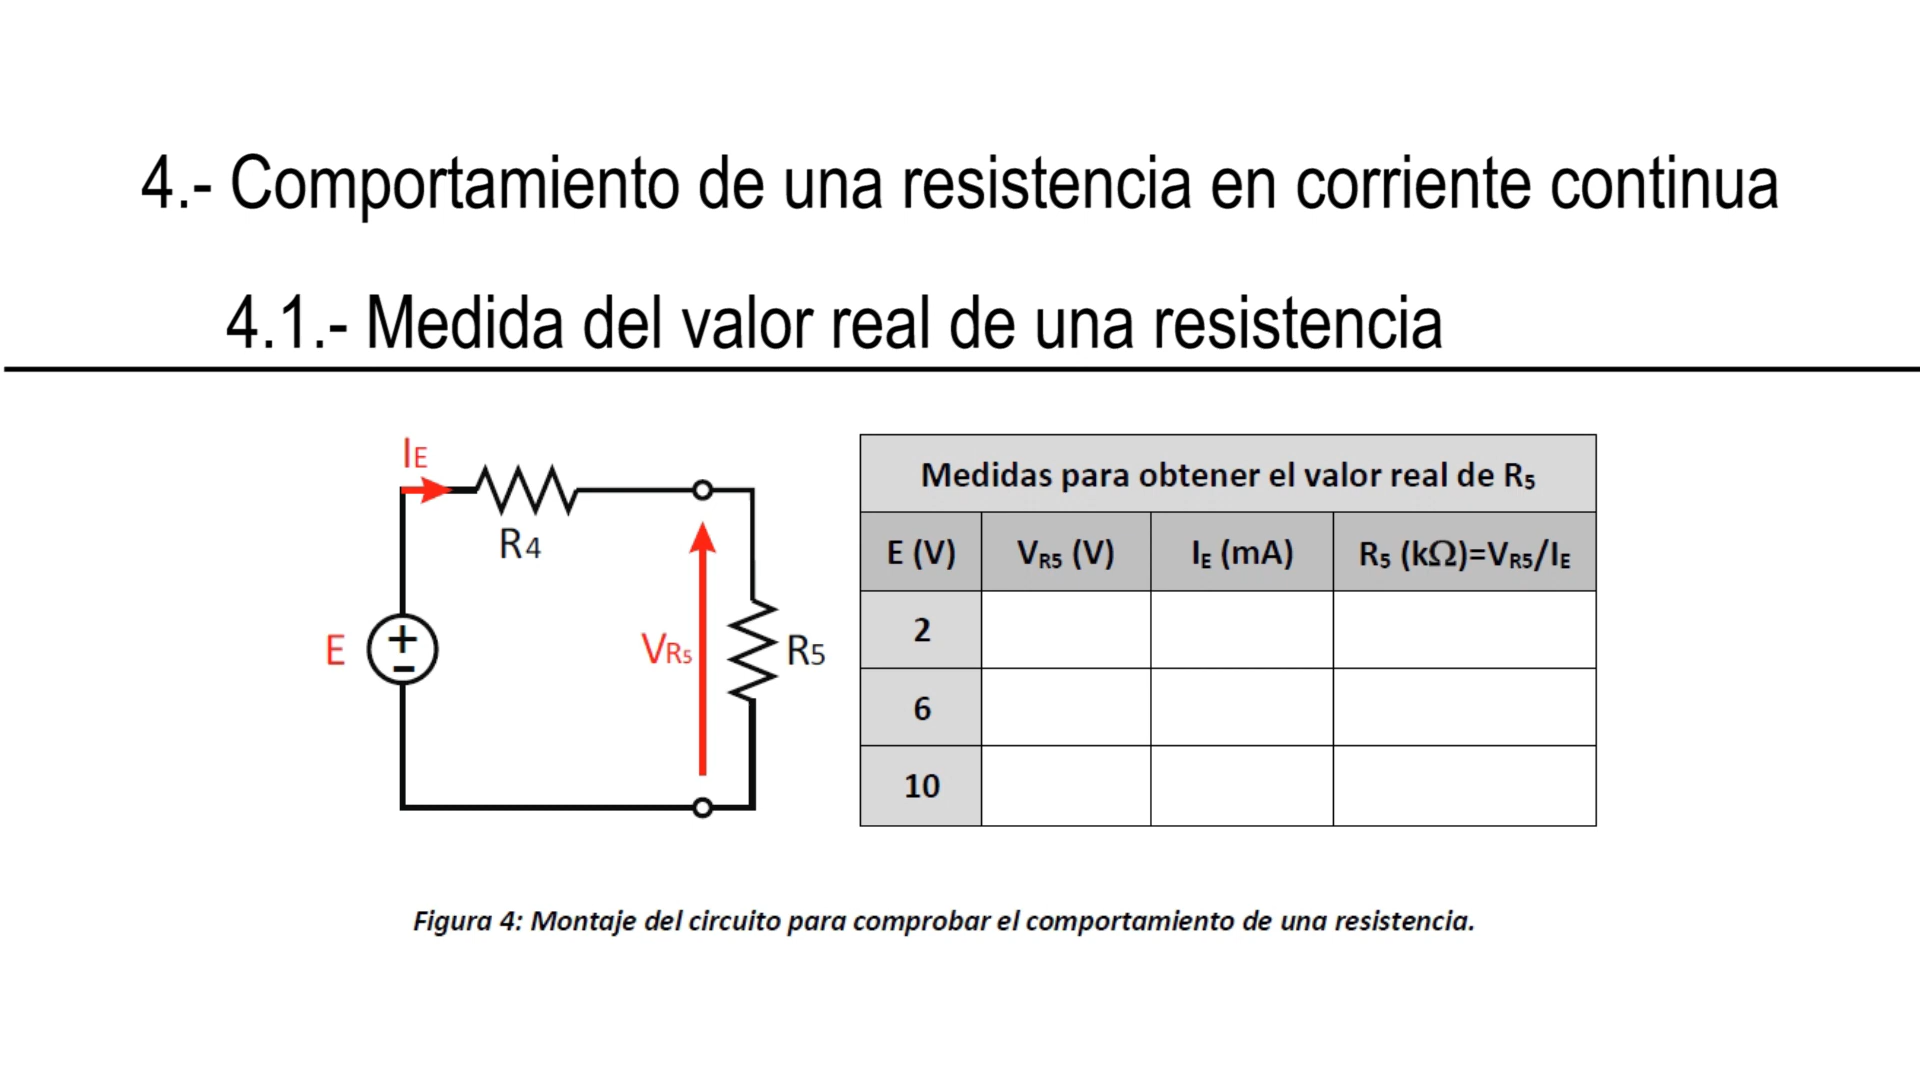 4.- Comportamiento de una resistencia en corriente continua
4.1.- Medida del valor real de una resistencia
IE
R4
E
+
-
VR5
R5
Medidas para obtener el valor real de R5
E (V) VR5 (V) IE (mA) R5 (kΩ)=VR5/IE
2
6
10
Figura 4: Montaje del circuito para comprobar el comportamiento de una resistencia.